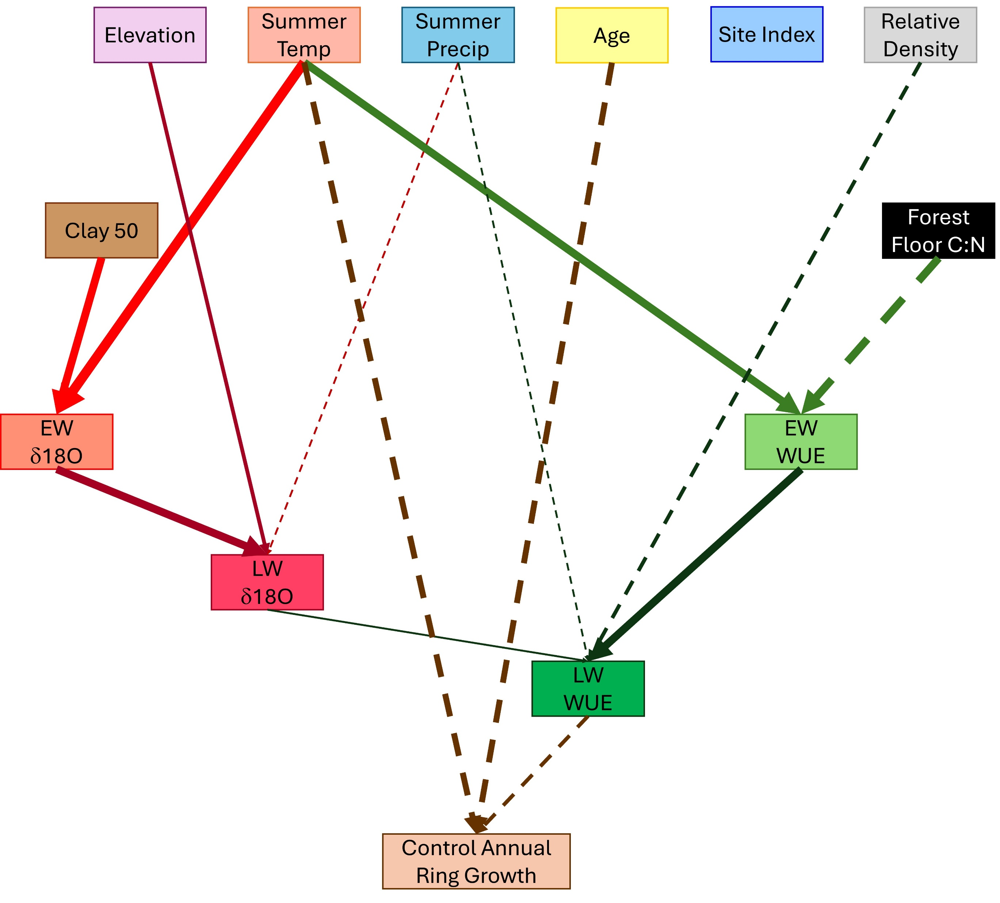 Elevation
Summer
Temp
Summer
Precip
Age
Site Index
Relative
Density
Clay 50
Forest
Floor C:N
EW
δ18O
EW
WUE
LW
δ18O
LW
WUE
Control Annual
Ring Growth